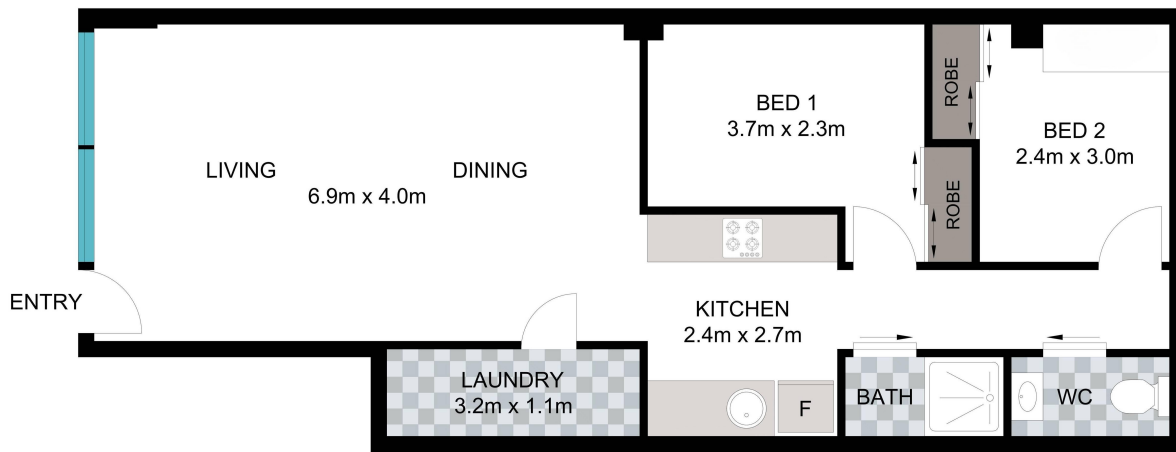 ENTRY
LIVING
DINING
6.9m x 4.0m
BED 1
3.7m x 2.3m
ROBE
ROBE
BED 2
2.4m x 3.0m
KITCHEN
2.4m x 2.7m
LAUNDRY
3.2m x 1.1m
F
BATH
WC